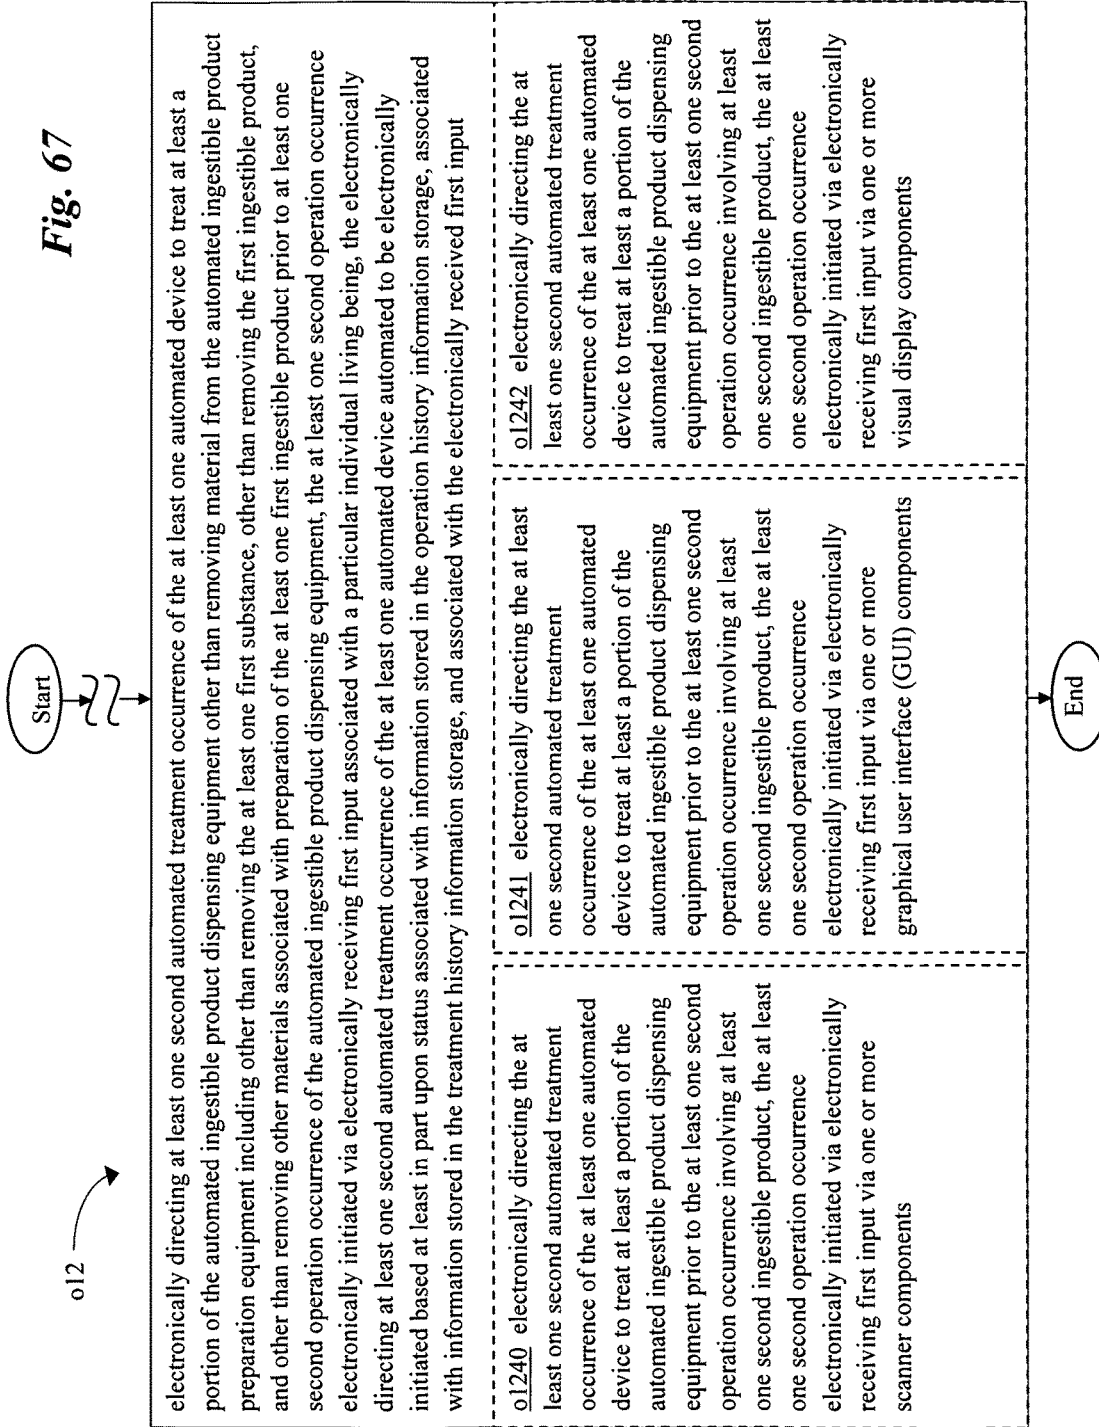 Fig. 67
Start
o12
electronically directing at least one second automated treatment occurrence of the at least one automated device to treat at least a
portion of the automated ingestible product dispensing equipment other than removing material from the automated ingestible product
preparation equipment including other than removing the at least one first substance, other than removing the first ingestible product,
and other than removing other materials associated with preparation of the at least one first ingestible product prior to at least one
second operation occurrence of the automated ingestible product dispensing equipment, the at least one second operation occurrence
electronically initiated via electronically receiving first input associated with a particular individual living being, the electronically
directing at least one second automated treatment occurrence of the at least one automated device automated to be electronically
initiated based at least in part upon status associated with information stored in the operation history information storage, associated
with information stored in the treatment history information storage, and associated with the electronically received first input
o1240 electronically directing the at
least one second automated treatment
occurrence of the at least one automated
device to treat at least a portion of the
automated ingestible product dispensing
equipment prior to the at least one second
operation occurrence involving at least
one second ingestible product, the at least
one second operation occurrence
electronically initiated via electronically
receiving first input via one or more
scanner components
o1241 electronically directing the at least
one second automated treatment
occurrence of the at least one automated
device to treat at least a portion of the
automated ingestible product dispensing
equipment prior to the at least one second
operation occurrence involving at least
one second ingestible product, the at least
one second operation occurrence
electronically initiated via electronically
receiving first input via one or more
graphical user interface (GUI) components
o1242 electronically directing the at
least one second automated treatment
occurrence of the at least one automated
device to treat at least a portion of the
automated ingestible product dispensing
equipment prior to the at least one second
operation occurrence involving at least
one second ingestible product, the at least
one second operation occurrence
electronically initiated via electronically
receiving first input via one or more
visual display components
End